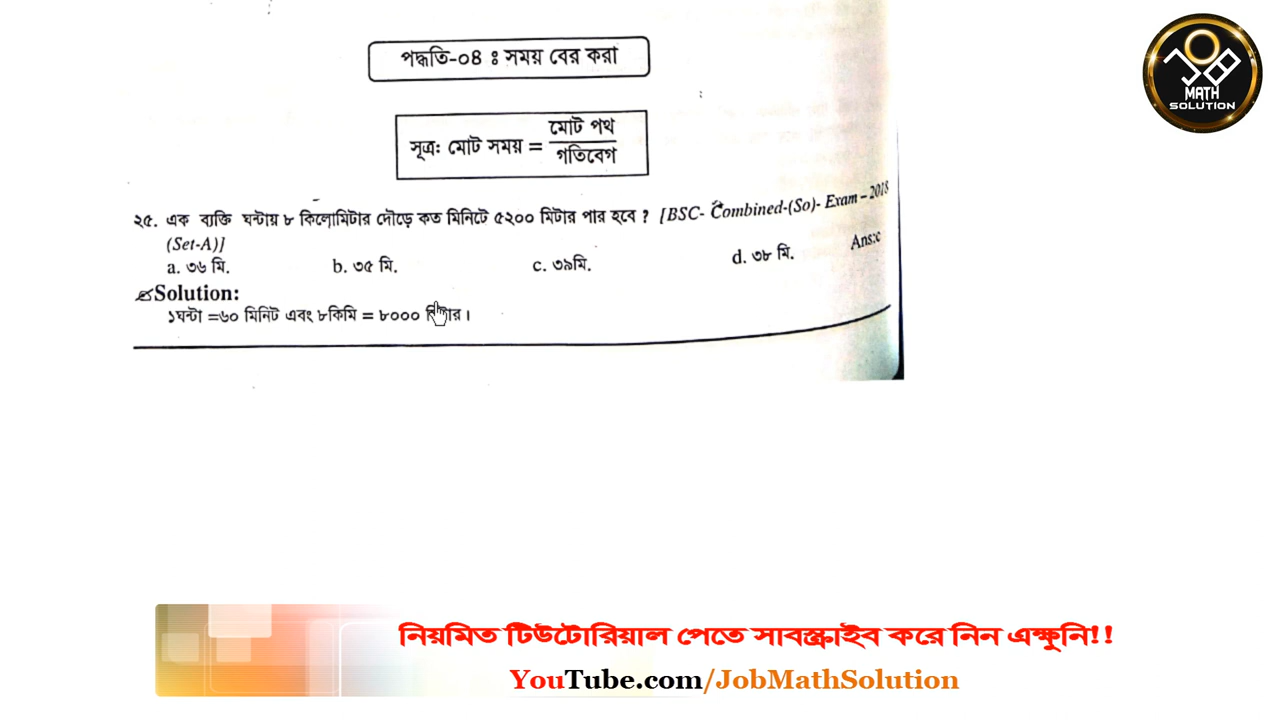 পদ্ধতি-০৪ ঃ সময় বের করা
সূত্রঃ মোট সময় = মোট পথ / গতিবেগ
২৫. এক ব্যক্তি ঘন্টায় ৮ কিলোমিটার দৌড়ে কত মিনিটে ৫২০০ মিটার পার হবে ? [BSC- Combined-(So)- Exam – 2018
(Set-A)]
Ans:c
a. ৩৬ মি. b. ৩৫ মি. c. ৩৯মি. d. ৩৮ মি.
Solution:
১ঘন্টা =৬০ মিনিট এবং ৮কিমি = ৮০০০ মিটার।
MATH
SOLUTION
নিয়মিত টিউটোরিয়াল পেতে সাবস্ক্রাইব করে নিন এক্ষুনি!!
YouTube.com/JobMathSolution